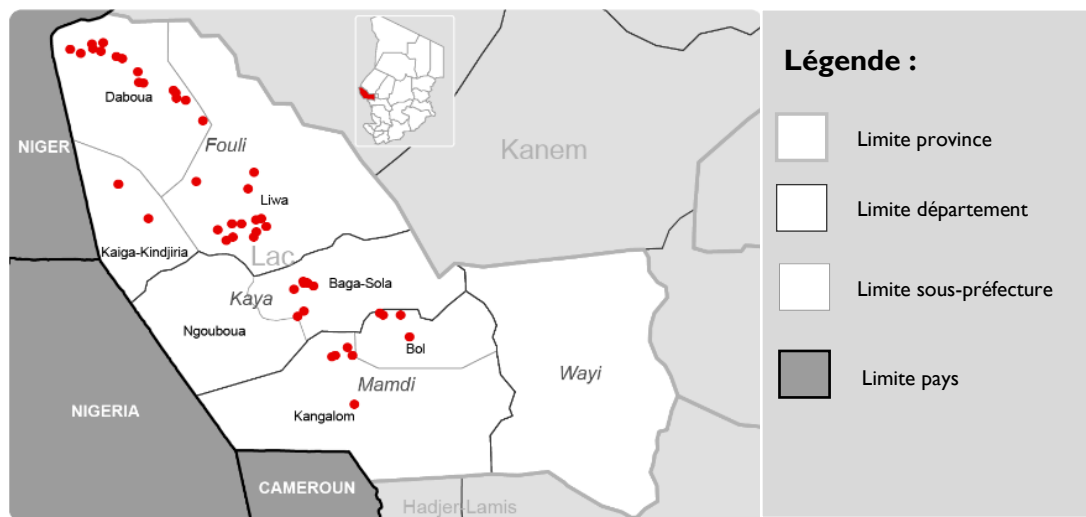 Daboua
NIGER
Fouli
Kanem
Liwa
Kaiga-Kindjiria
Lac
Kaya
Baga-Sola
Ngouboua
Bol
Mamdi
Wayi
NIGERIA
Kangalom
CAMEROUN
Hadjer-Lamis
Légende :
Limite province
Limite département
Limite sous-préfecture
Limite pays